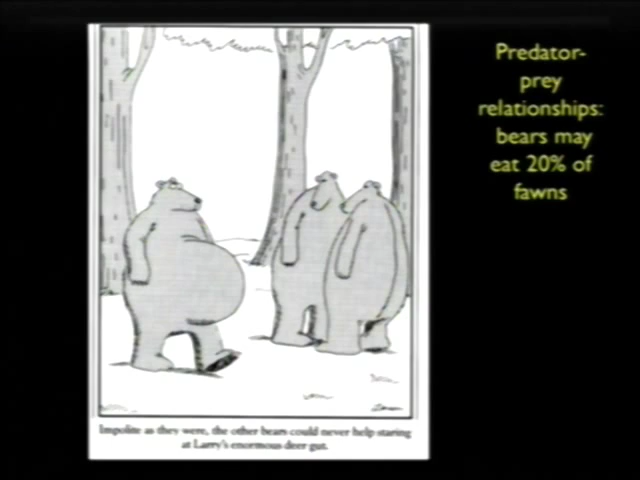 Predator-
prey
relationships:
bears may
eat 20% of
fawns
Impolite as they were, the other bears could never help staring
at Larry's enormous deer gut.